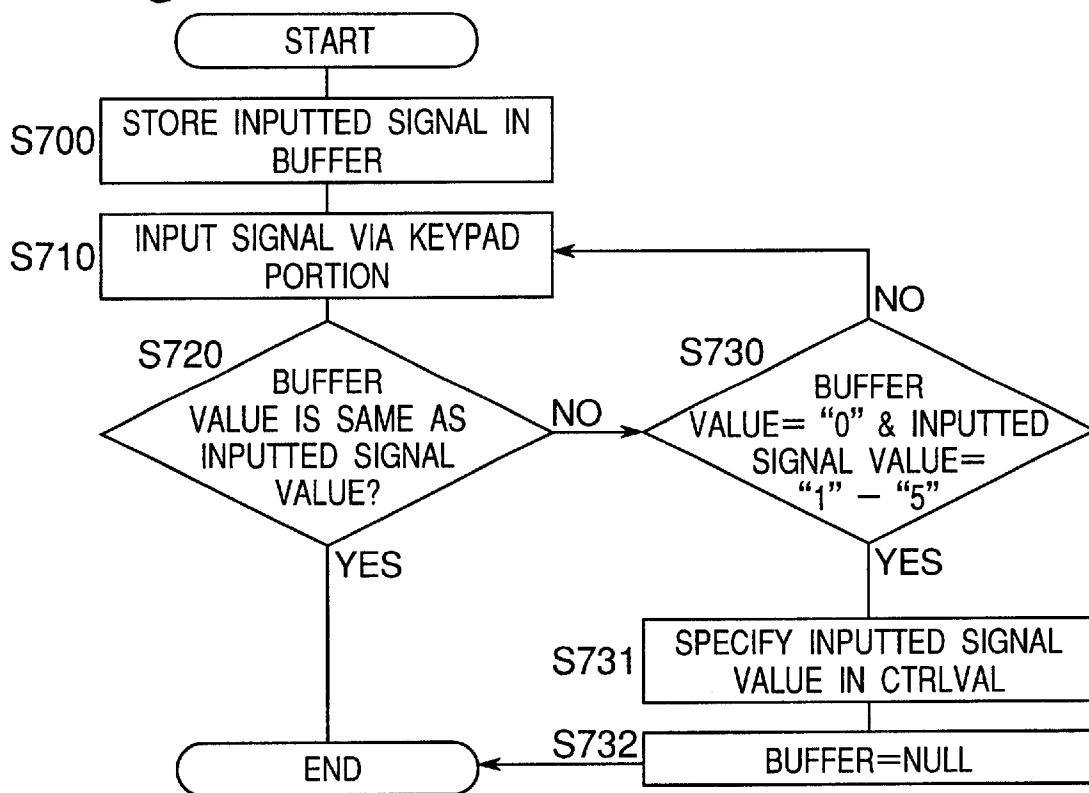 START
S700
STORE INPUTTED SIGNAL IN
BUFFER
S710
INPUT SIGNAL VIA KEYPAD
PORTION
S720
BUFFER
VALUE IS SAME AS
INPUTTED SIGNAL
VALUE?
NO
YES
S730
NO
BUFFER
VALUE= “0” & INPUTTED
SIGNAL VALUE=
“1” – “5”
YES
S731
SPECIFY INPUTTED SIGNAL
VALUE IN CTRLVAL
S732
BUFFER=NULL
END